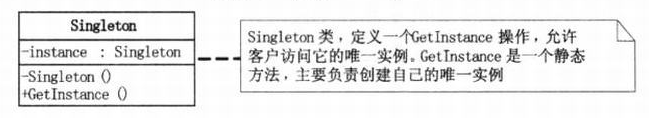 Singleton
-instance : Singleton
-Singleton ()
+GetInstance ()
Singleton 类，定义一个GetInstance 操作，允许
客户访问它的唯一实例。GetInstance 是一个静态
方法，主要负责创建自己的唯一实例